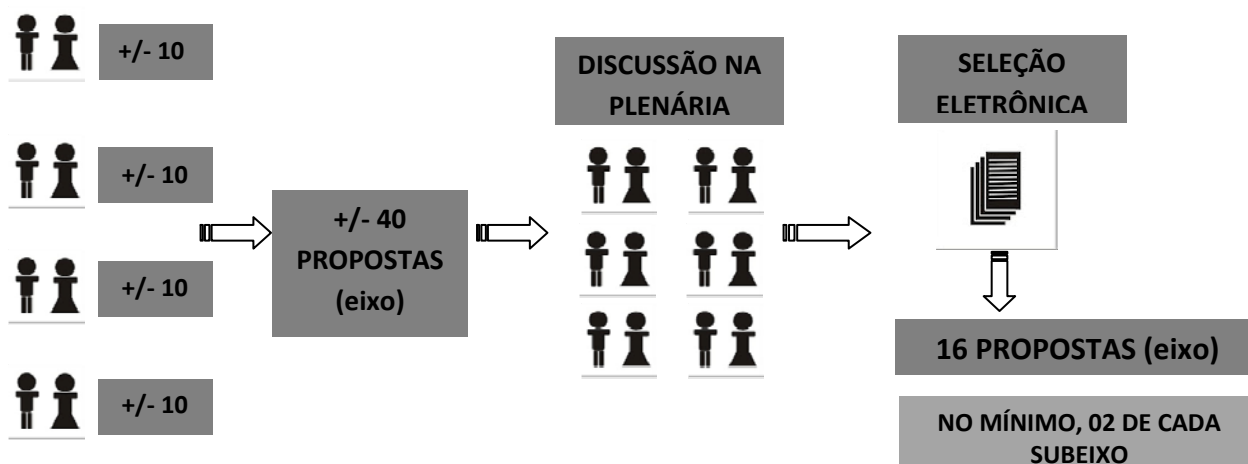 +/- 10
+/- 10
+/- 10
+/- 10
+/- 40
PROPOSTAS
(eixo)
DISCUSSÃO NA
PLENÁRIA
SELEÇÃO
ELETRÔNICA
16 PROPOSTAS (eixo)
NO MÍNIMO, 02 DE CADA
SUBEIXO